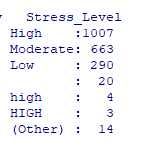 Stress_Level
High    :1007
Moderate: 663
Low     : 290
        :  20
high    :   4
HIGH    :   3
(Other) :  14